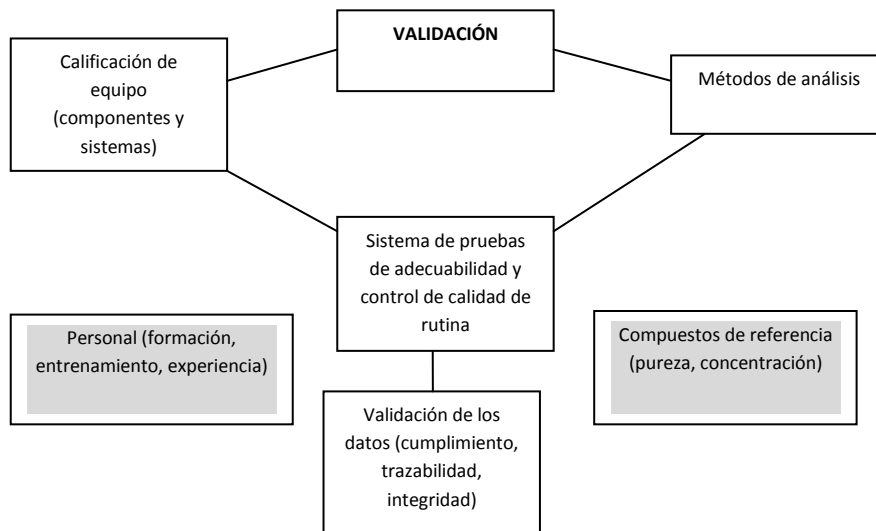 VALIDACIÓN
Calificación de
equipo
(componentes y
sistemas)
Métodos de análisis
Sistema de pruebas
de adecuabilidad y
control de calidad de
rutina
Personal (formación,
entrenamiento, experiencia)
Compuestos de referencia
(pureza, concentración)
Validación de los
datos (cumplimiento,
trazabilidad,
integridad)